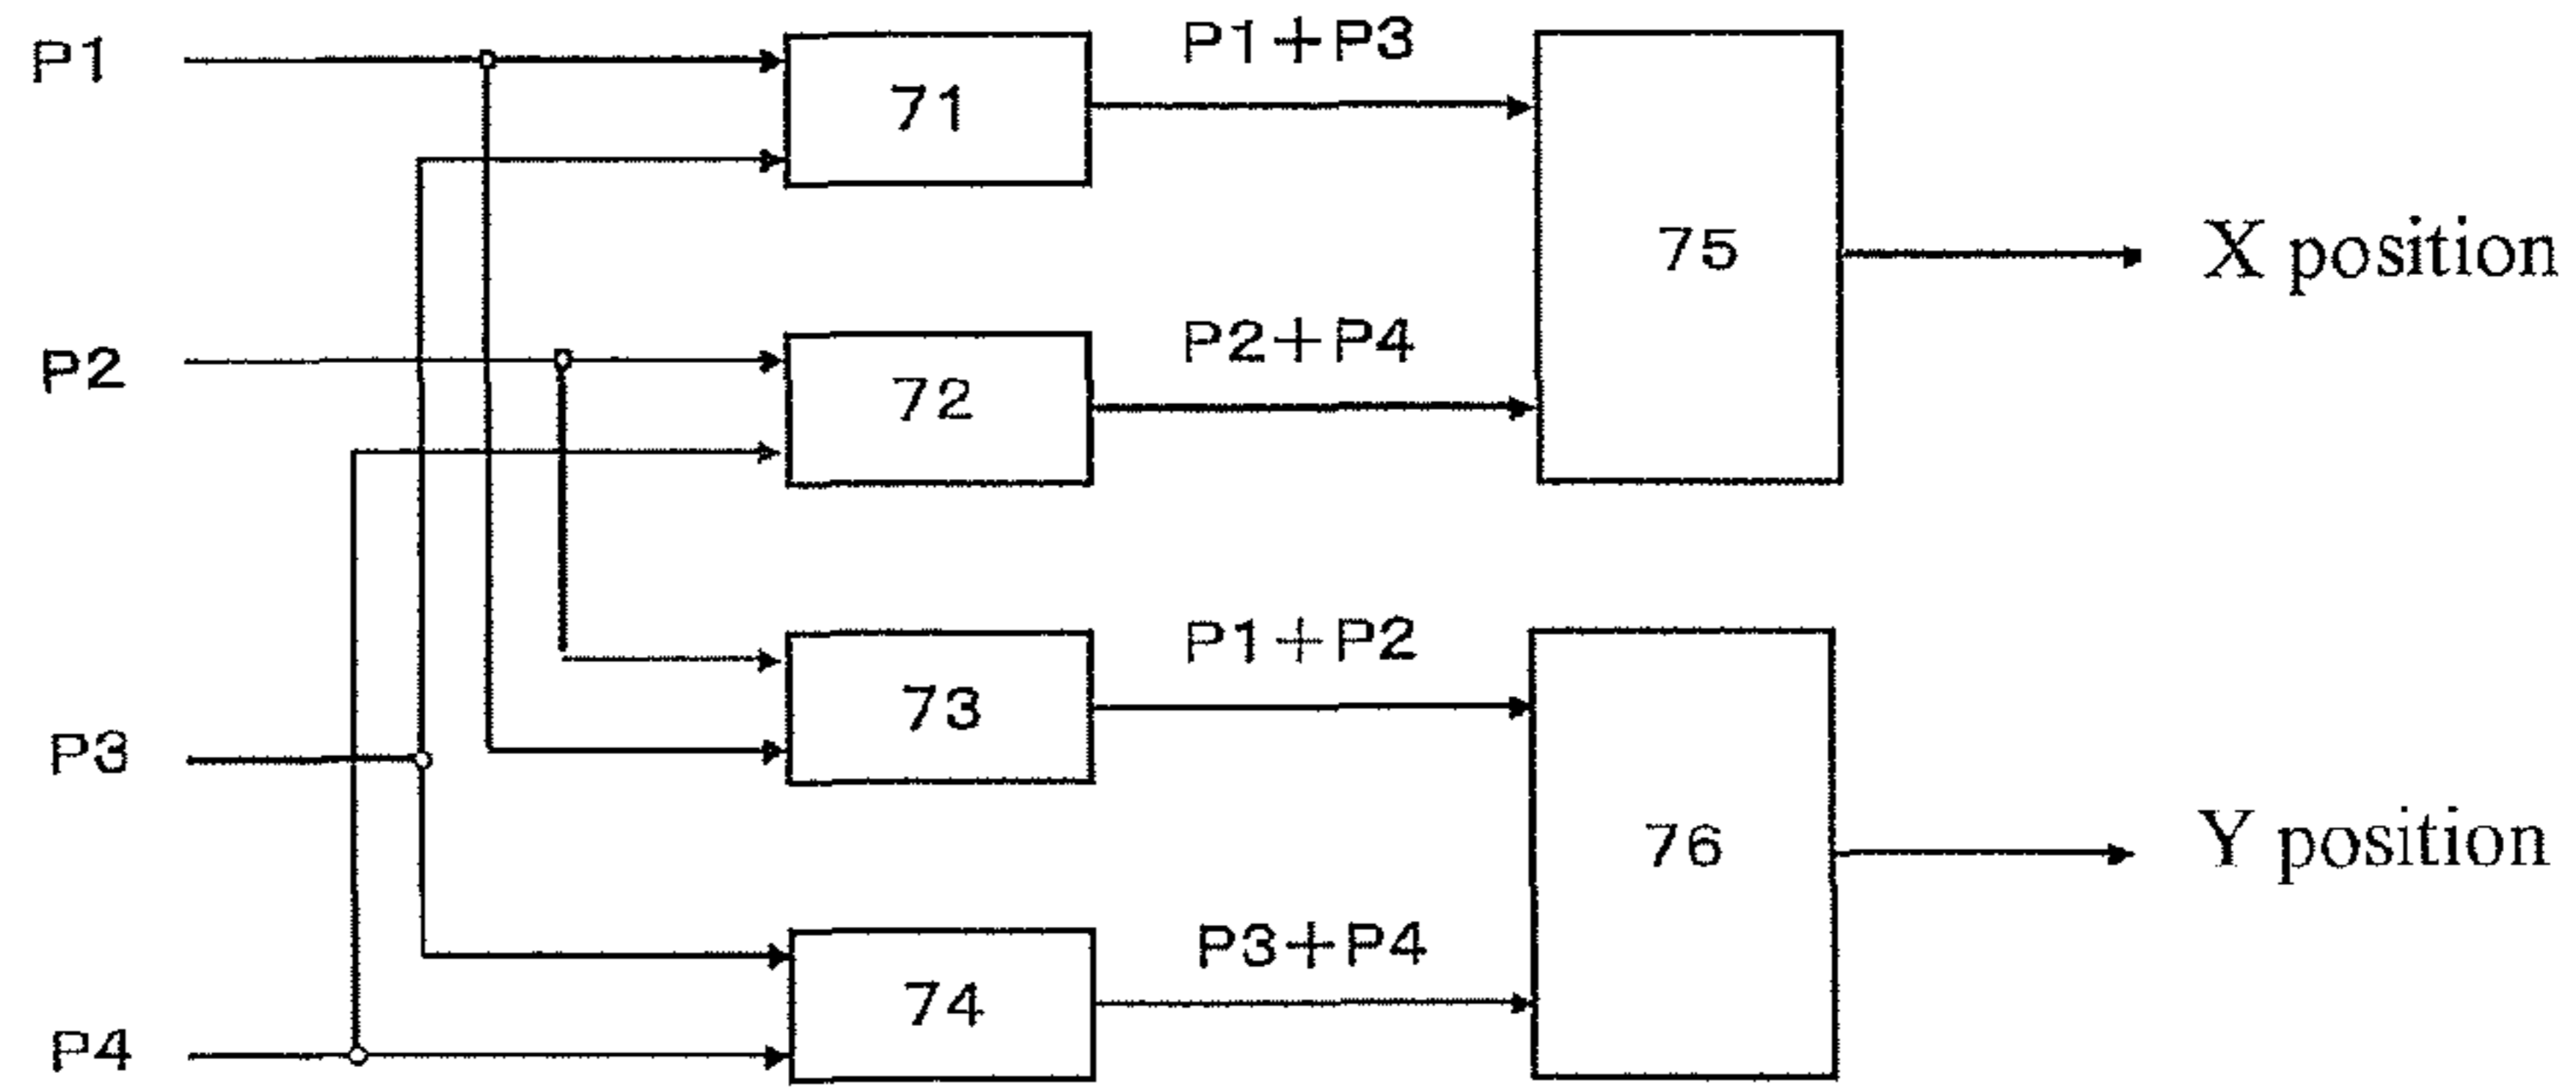 P1
71
P1+P3
75
X position
P2
72
P2+P4
P3
73
P1+P2
76
Y position
P4
74
P3+P4